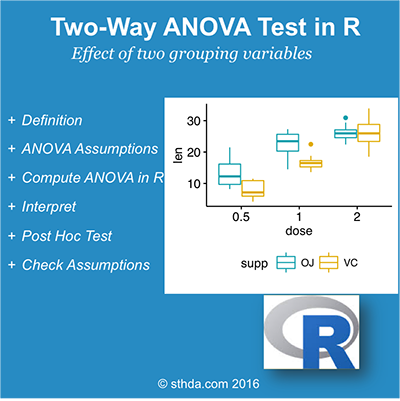 Two-Way ANOVA Test in R
Effect of two grouping variables
+ Definition
+ ANOVA Assumptions
+ Compute ANOVA in R
+ Interpret
+ Post Hoc Test
+ Check Assumptions
30
20
10
len
0.5 1 2
dose
supp OJ VC
R
© sthda.com 2016